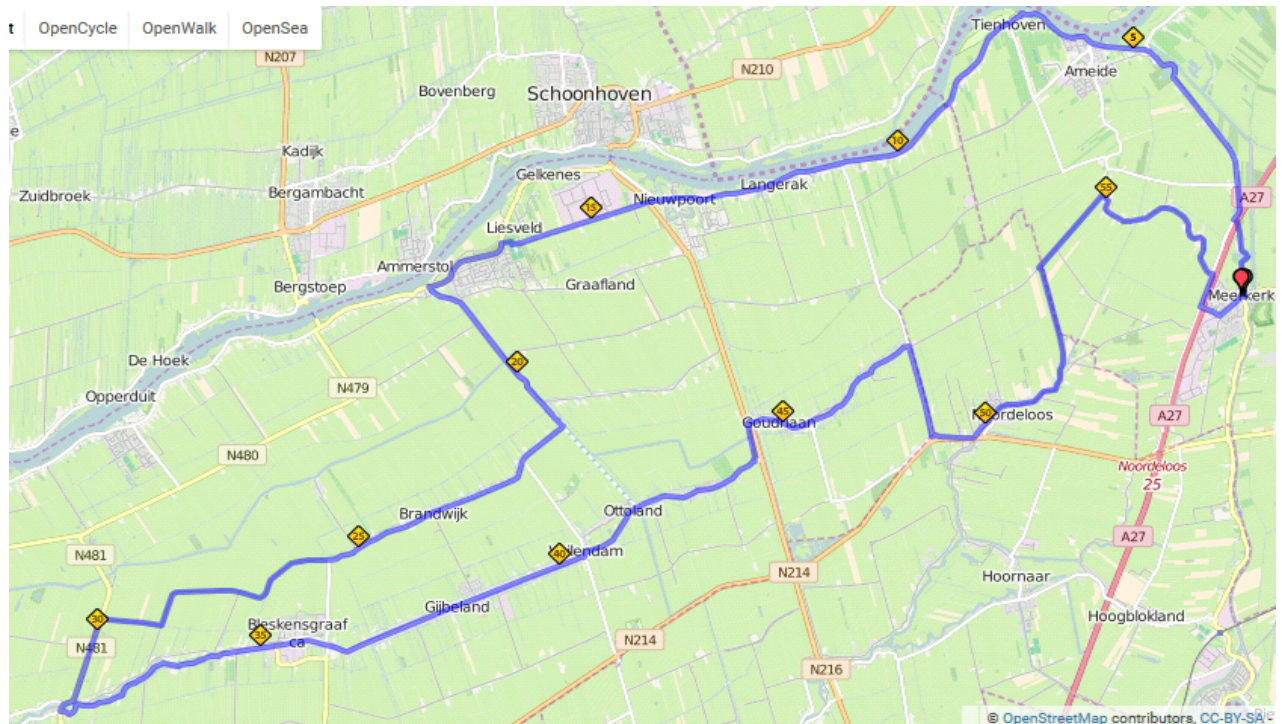 t OpenCycle OpenWalk OpenSea
Tienhoven
5
N207
N210
Ameide
Bovenberg
Schoonhoven
e
10
Kadijk
Gelkenes
Langerak
55
Zuidbroek
Bergambacht
15
Nieuwpoort
A27
Liesveld
Ammerstol
Graafland
Bergstoep
Meerkerk
De Hoek
20
N479
Opperduit
45
50
Noordeloos
A27
Goudriaan
N480
Noordeloos
25
Brandwijk
Ottoland
25
A27
N481
40
N214
Hoornaar
Gijbeland
Hoogblokland
30
Bleskensgraaf
ca
35
N481
N214
N216
© OpenStreetMap contributors, CC-BY-SA